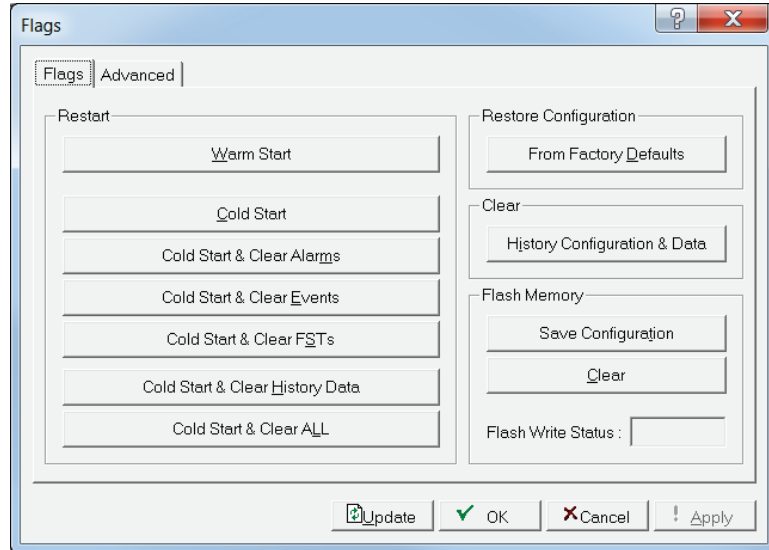 Flags
Flags Advanced
Restart
Warm Start
Cold Start
Cold Start & Clear Alarms
Cold Start & Clear Events
Cold Start & Clear FSTs
Cold Start & Clear History Data
Cold Start & Clear ALL
Restore Configuration
From Factory Defaults
Clear
History Configuration & Data
Flash Memory
Save Configuration
Clear
Flash Write Status :
Update OK Cancel ! Apply